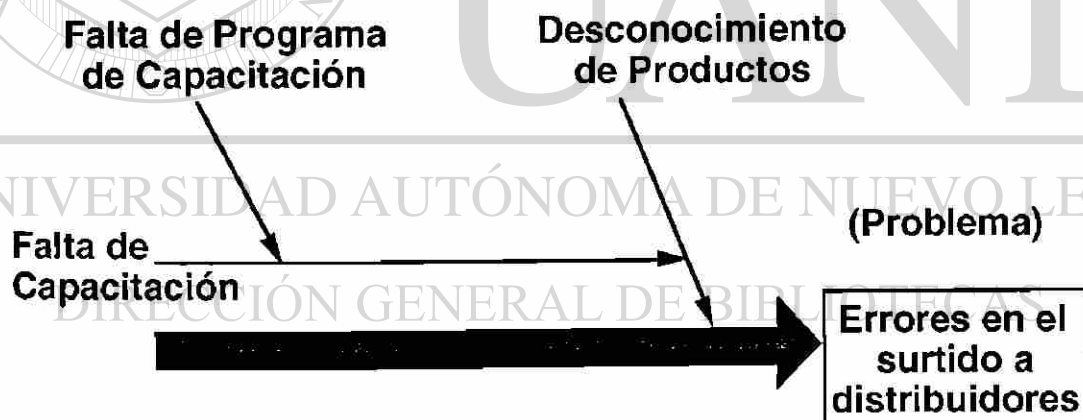 Falta de Programa
de Capacitación
Desconocimiento
de Productos
(Problema)
Falta de
Capacitación
Errores en el
surtido a
distribuidores
UANL
UNIVERSIDAD AUTÓNOMA DE NUEVO LE
DIRECCIÓN GENERAL DE BIBLIOTECAS